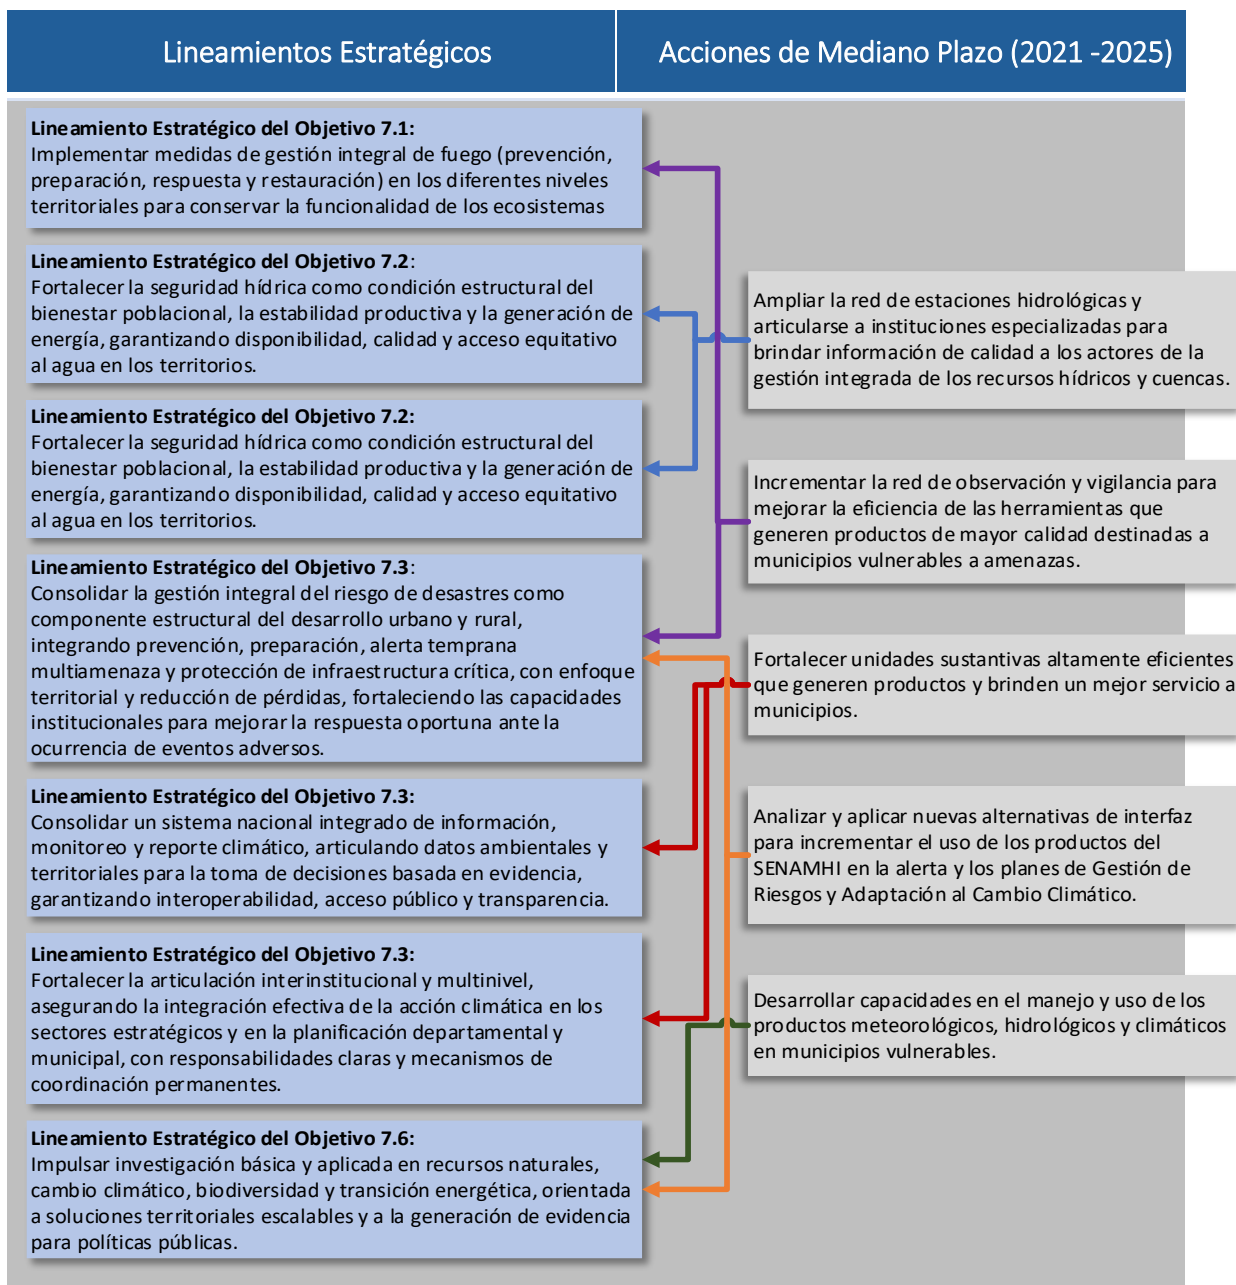 Lineamientos Estratégicos
Acciones de Mediano Plazo (2021 -2025)
Lineamiento Estratégico del Objetivo 7.1:
Implementar medidas de gestión integral de fuego (prevención,
preparación, respuesta y restauración) en los diferentes niveles
territoriales para conservar la funcionalidad de los ecosistemas
Lineamiento Estratégico del Objetivo 7.2:
Fortalecer la seguridad hídrica como condición estructural del
bienestar poblacional, la estabilidad productiva y la generación de
energía, garantizando disponibilidad, calidad y acceso equitativo
al agua en los territorios.
Lineamiento Estratégico del Objetivo 7.2:
Fortalecer la seguridad hídrica como condición estructural del
bienestar poblacional, la estabilidad productiva y la generación de
energía, garantizando disponibilidad, calidad y acceso equitativo
al agua en los territorios.
Lineamiento Estratégico del Objetivo 7.3:
Consolidar la gestión integral del riesgo de desastres como
componente estructural del desarrollo urbano y rural,
integrando prevención, preparación, alerta temprana
multiamenaza y protección de infraestructura crítica, con enfoque
territorial y reducción de pérdidas, fortaleciendo las capacidades
institucionales para mejorar la respuesta oportuna ante la
ocurrencia de eventos adversos.
Lineamiento Estratégico del Objetivo 7.3:
Consolidar un sistema nacional integrado de información,
monitoreo y reporte climático, articulando datos ambientales y
territoriales para la toma de decisiones basada en evidencia,
garantizando interoperabilidad, acceso público y transparencia.
Lineamiento Estratégico del Objetivo 7.3:
Fortalecer la articulación interinstitucional y multinivel,
asegurando la integración efectiva de la acción climática en los
sectores estratégicos y en la planificación departamental y
municipal, con responsabilidades claras y mecanismos de
coordinación permanentes.
Lineamiento Estratégico del Objetivo 7.6:
Impulsar investigación básica y aplicada en recursos naturales,
cambio climático, biodiversidad y transición energética, orientada
a soluciones territoriales escalables y a la generación de evidencia
para políticas públicas.
Ampliar la red de estaciones hidrológicas y
articularse a instituciones especializadas para
brindar información de calidad a los actores de la
gestión integrada de los recursos hídricos y cuencas.
Incrementar la red de observación y vigilancia para
mejorar la eficiencia de las herramientas que
generen productos de mayor calidad destinadas a
municipios vulnerables a amenazas.
Fortalecer unidades sustantivas altamente eficientes
que generen productos y brinden un mejor servicio a
municipios.
Analizar y aplicar nuevas alternativas de interfaz
para incrementar el uso de los productos del
SENAMHI en la alerta y los planes de Gestión de
Riesgos y Adaptación al Cambio Climático.
Desarrollar capacidades en el manejo y uso de los
productos meteorológicos, hidrológicos y climáticos
en municipios vulnerables.